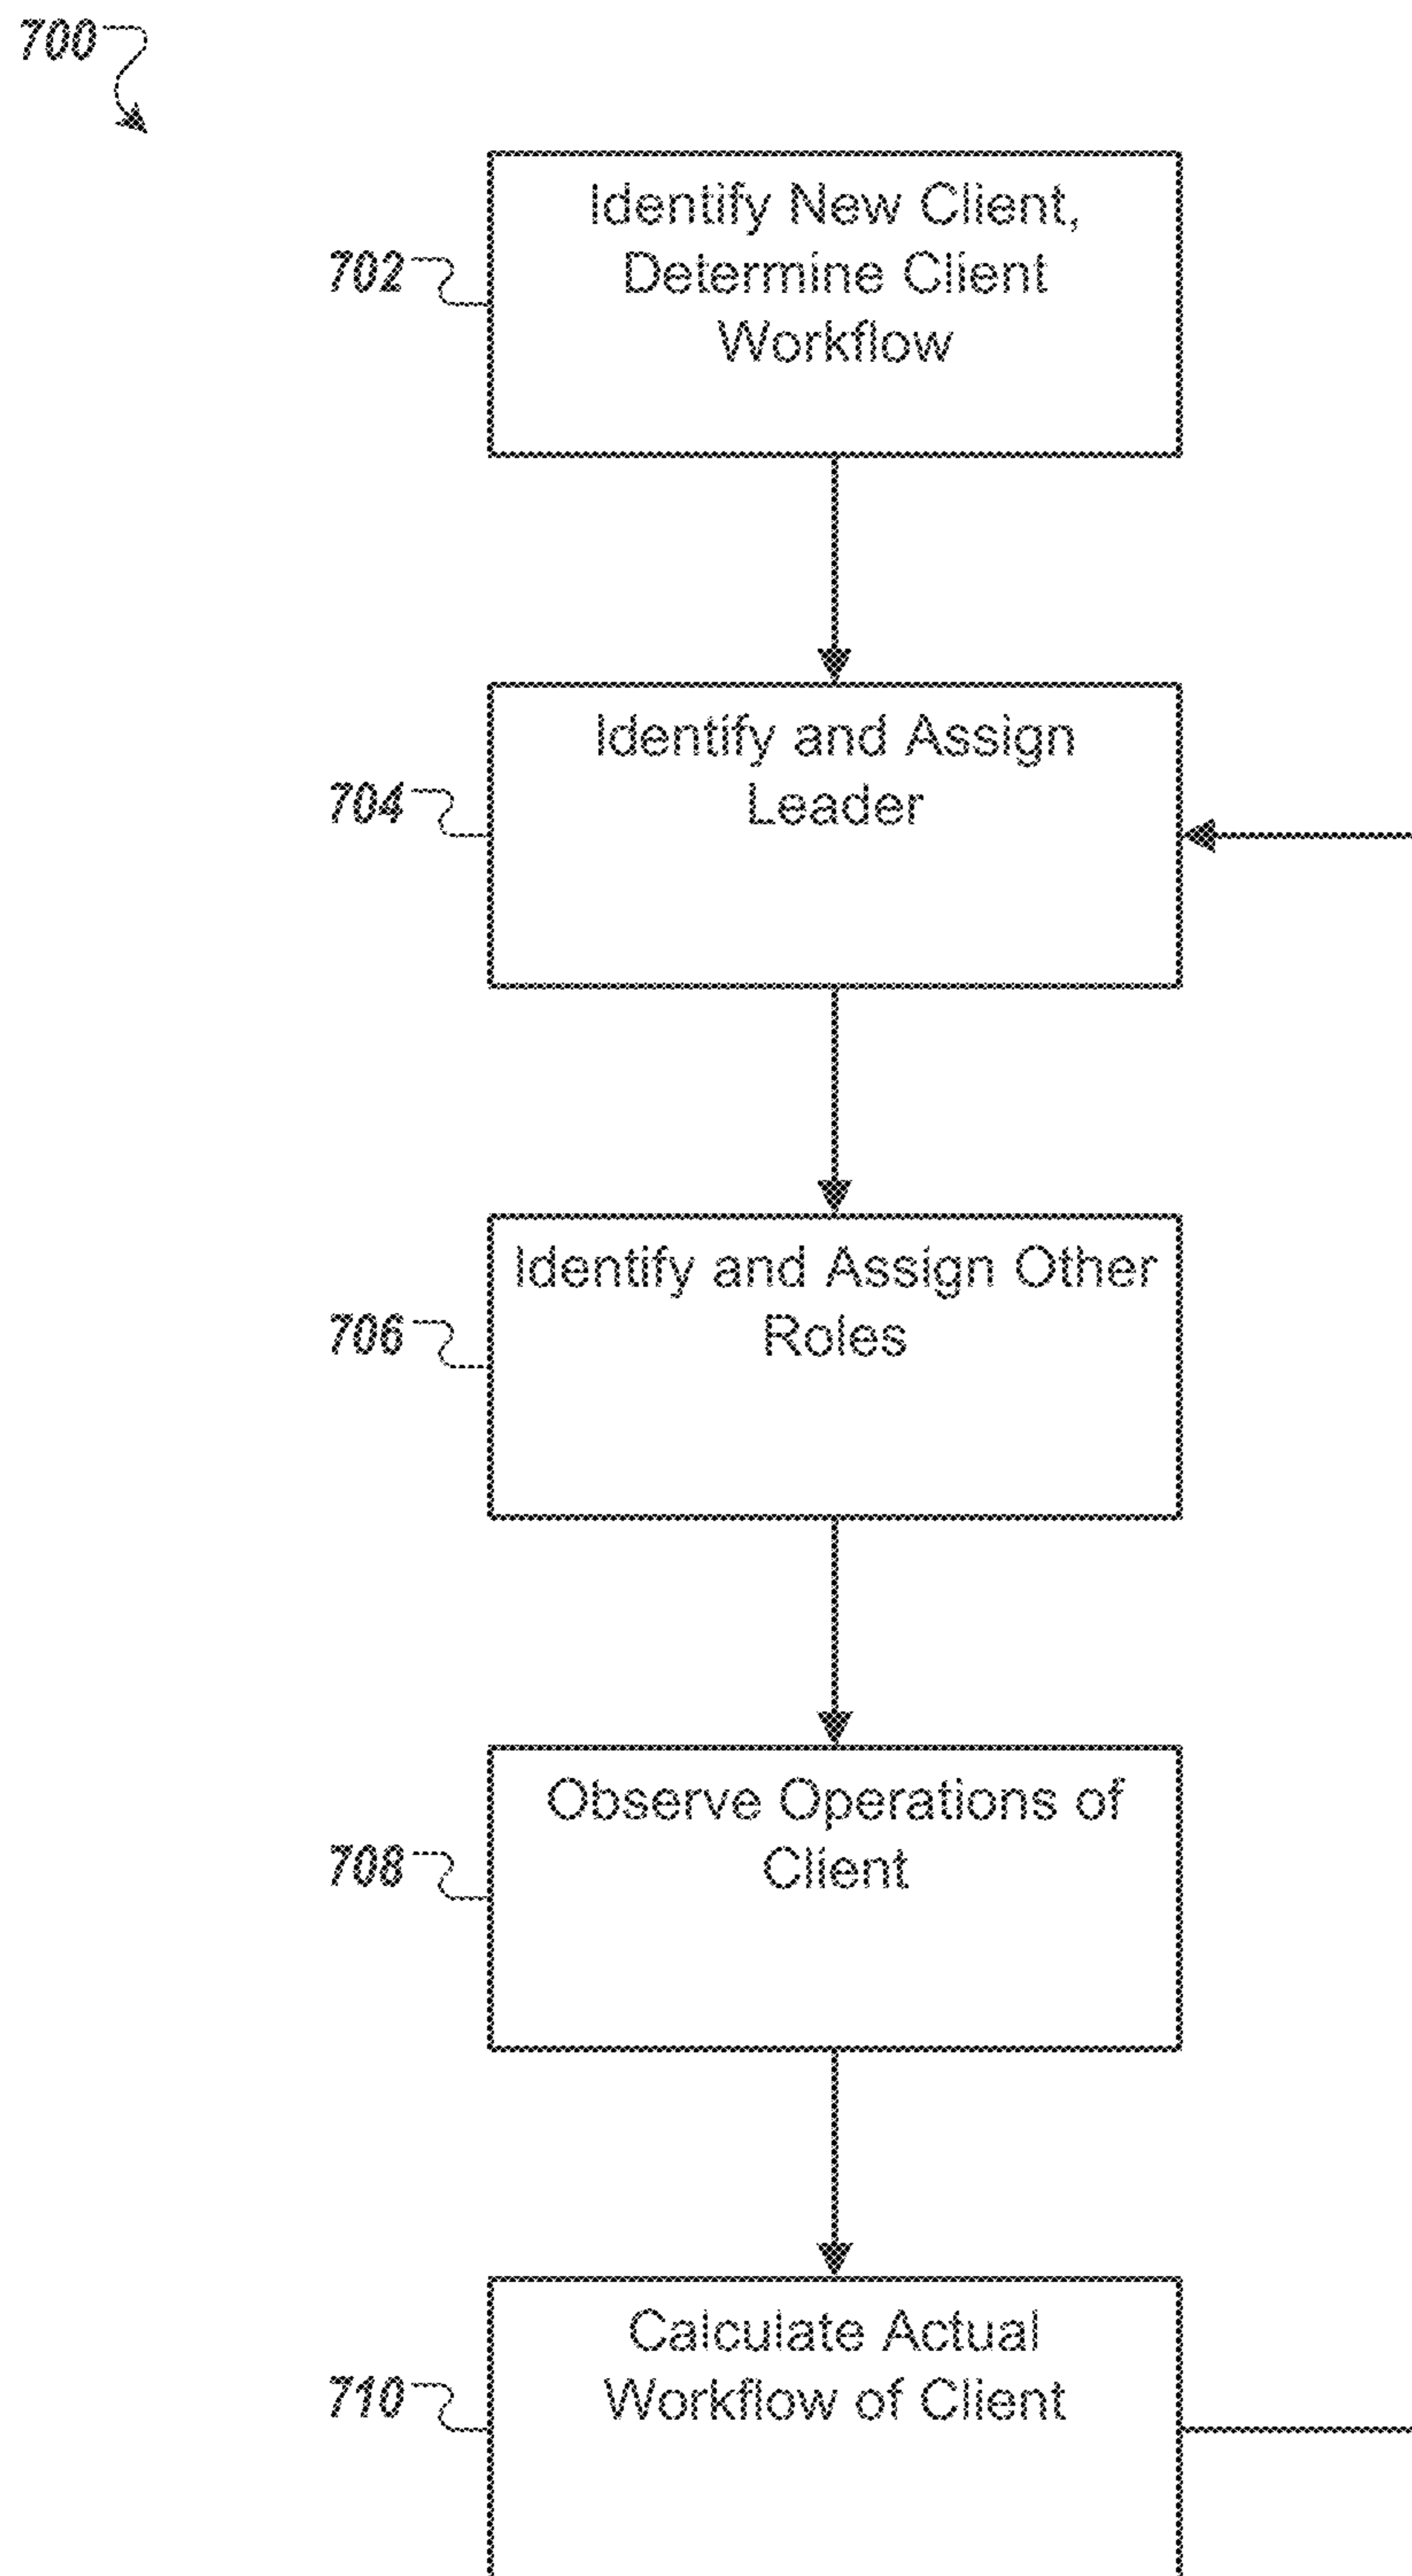 700
Identify New Client,
Determine Client
Workflow
702
Identify and Assign
Leader
704
Identify and Assign Other
Roles
706
Observe Operations of
Client
708
Calculate Actual
Workflow of Client
710